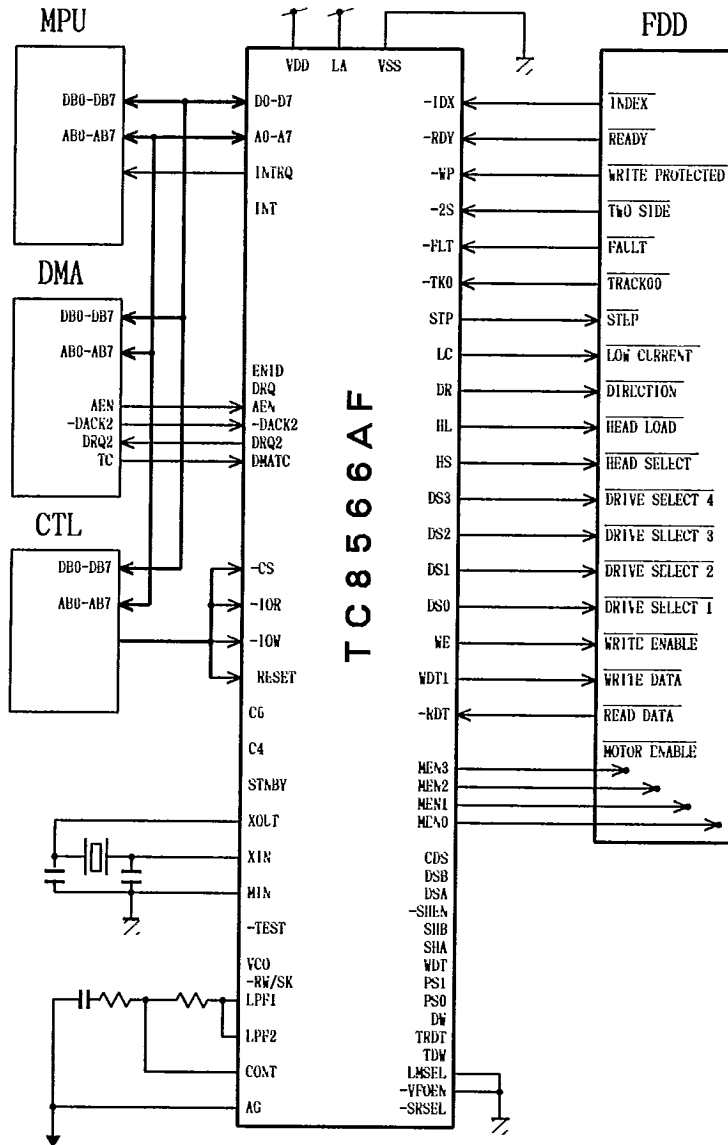 MPU
DB0-DB7
AB0-AB7
DMA
DB0-DB7
AB0-AB7
AEN
-DACK2
DRQ2
TC
CTL
DB0-DB7
AB0-AB7
VDD
LA
VSS
D0-D7
A0-A7
INTRQ
INT
ENID
DRQ
AEN
-DACK2
DRQ2
DMATC
-CS
-IOR
-IOW
RESET
C6
C4
STNBY
XOUT
XIN
MIN
-TEST
VCO
-RW/SK
LPF1
LPF2
CONT
AG
TC8566AF
-IDX
-RDY
-WP
-2S
-FLT
-TK0
STP
LC
DR
HL
HS
DS3
DS2
DS1
DS0
WE
WDT1
-RDT
MEN3
MEN2
MEN1
MEN0
CDS
DSB
DSA
-SHEN
SHB
SHA
WDT
PS1
PS0
DW
TRDT
TDW
LMSEL
-VFOEN
-SRSEL
FDD
INDEX
READY
WRITE PROTECTED
TWO SIDE
FAULT
TRACK00
STEP
LOW CURRENT
DIRECTION
HEAD LOAD
HEAD SELECT
DRIVE SELECT 4
DRIVE SELECT 3
DRIVE SELECT 2
DRIVE SELECT 1
WRITE ENABLE
WRITE DATA
READ DATA
MOTOR ENABLE